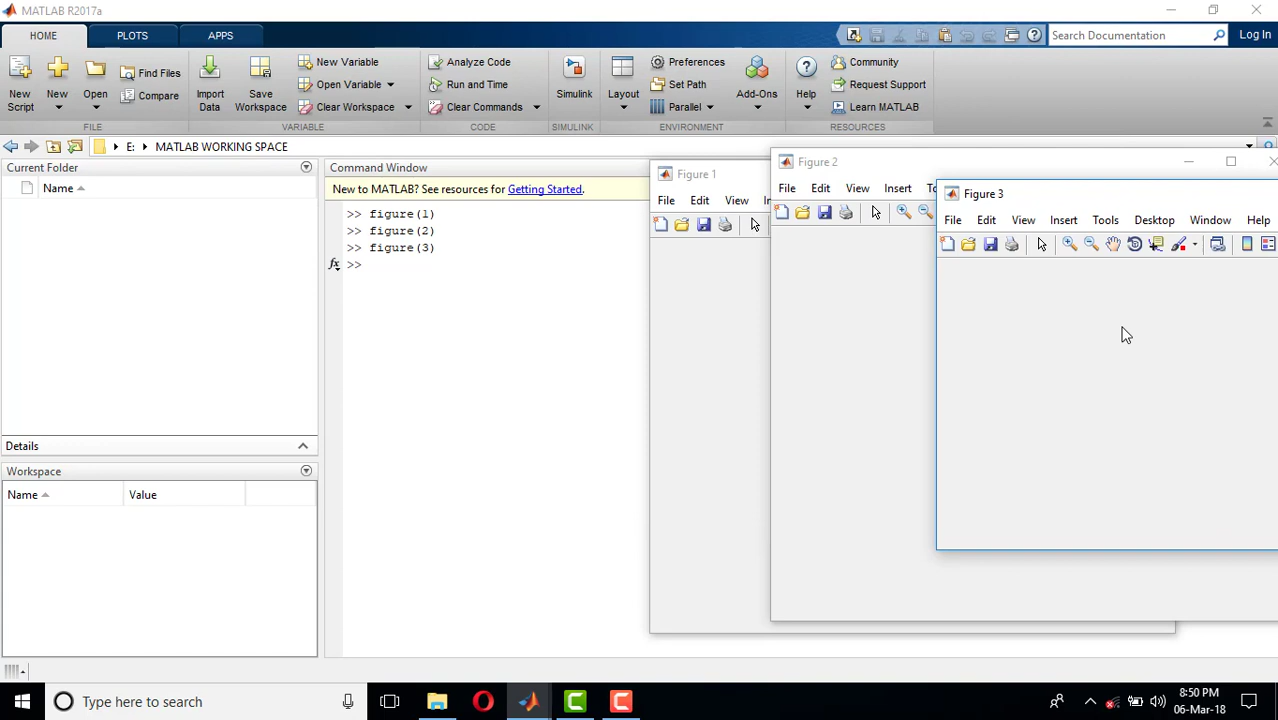 MATLAB R2017a
HOME PLOTS APPS
Search Documentation
Log In
New Script
New
Open
Find Files
Compare
FILE
Import Data
Save Workspace
New Variable
Open Variable
Clear Workspace
VARIABLE
Analyze Code
Run and Time
Clear Commands
CODE
Simulink
SIMULINK
Layout
Preferences
Set Path
Parallel
Add-Ons
ENVIRONMENT
Help
Community
Request Support
Learn MATLAB
RESOURCES
E: MATLAB WORKING SPACE
Current Folder
Name
Details
Workspace
Name Value
Command Window
New to MATLAB? See resources for Getting Started.
>> figure(1)
>> figure(2)
>> figure(3)
fx >>
Figure 1
File Edit View
Figure 2
File Edit View Insert
Figure 3
File Edit View Insert Tools Desktop Window Help
Type here to search
8:50 PM
06-Mar-18